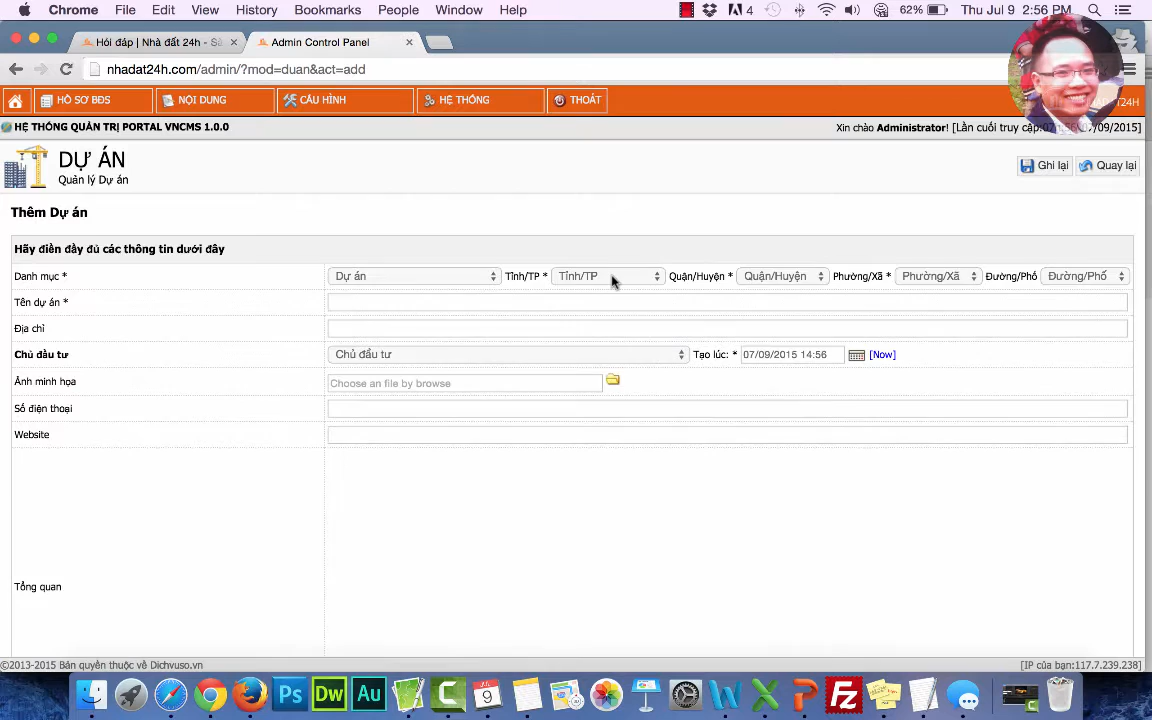 Chrome File Edit View History Bookmarks People Window Help 4 62% Thu Jul 9 2:56 PM
Hỏi đáp | Nhà đất 24h - Sà
Admin Control Panel
nhadat24h.com/admin/?mod=duan&act=add
HỒ SƠ BĐS NỘI DUNG CẤU HÌNH HỆ THỐNG THOÁT
HỆ THỐNG QUẢN TRỊ PORTAL VNCMS 1.0.0
Xin chào Administrator! [Lần cuối truy cập:
DỰ ÁN
Quản lý Dự án
Ghi lại Quay lại
Thêm Dự án
Hãy điền đầy đủ các thông tin dưới đây
Danh mục * Dự án Tỉnh/TP * Tỉnh/TP Quận/Huyện * Quận/Huyện Phường/Xã * Phường/Xã Đường/Phố Đường/Phố
Tên dự án *
Địa chỉ
Chủ đầu tư Chủ đầu tư Tạo lúc: * 07/09/2015 14:56 [Now]
Ảnh minh họa Choose an file by browse
Số điện thoại
Website
Tổng quan
©2013-2015 Bản quyền thuộc về Dichvuso.vn [IP của bạn:117.7.239.238]
Ps Dw Au 9 Fz